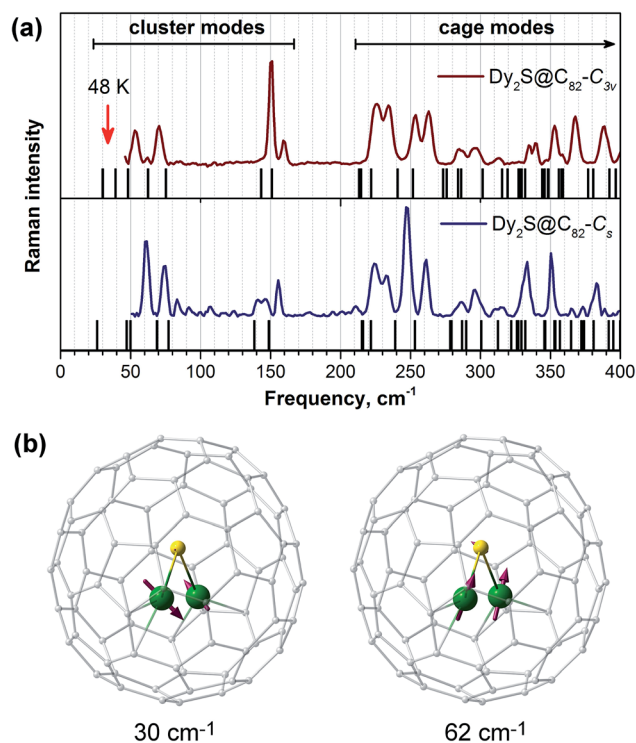 (a)
cluster modes
cage modes
48 K
Dy₂S@C₈₂-C₃ᵥ
Dy₂S@C₈₂-Cₛ
Raman intensity
0 50 100 150 200 250 300 350 400
Frequency, cm⁻¹
(b)
30 cm⁻¹
62 cm⁻¹